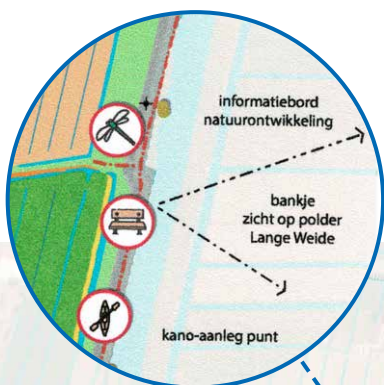 informatiebord
natuurontwikkeling
bankje
zicht op polder
Lange Weide
kano-aanleg punt